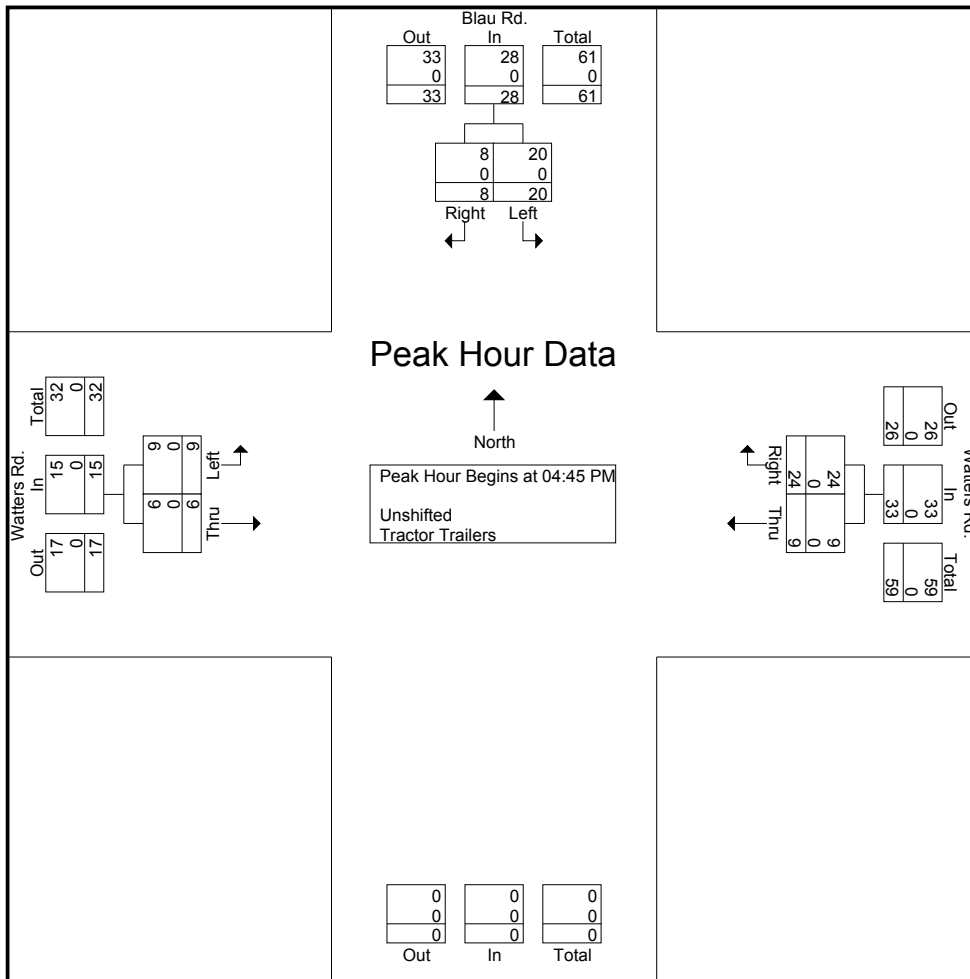 Blau Rd.
Out In Total
33 28 61
0 0 0
33 28 61
8 20
0 0
8 20
Right Left
Peak Hour Data
North
Peak Hour Begins at 04:45 PM
Unshifted
Tractor Trailers
Watters Rd.
Total In Out
32 15 17
0 0 0
32 15 17
9 6
0 0
9 6
Left Thru
Watters Rd.
Out In Total
26 33 59
0 0 0
26 33 59
24 9
0 0
24 9
Right Thru
0 0 0
0 0 0
0 0 0
Out In Total